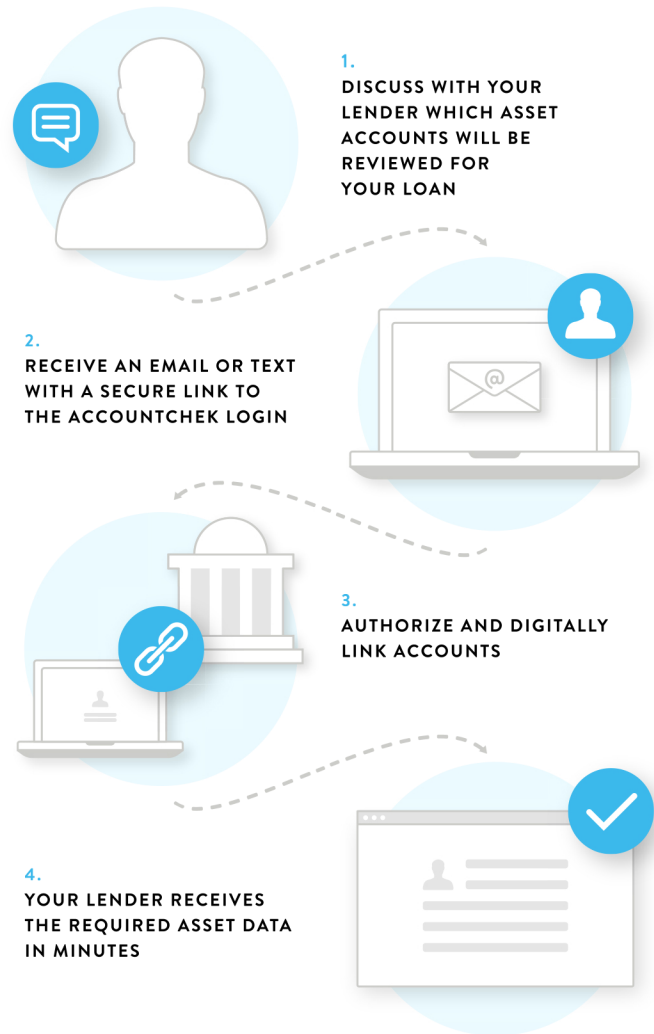 1.
DISCUSS WITH YOUR
LENDER WHICH ASSET
ACCOUNTS WILL BE
REVIEWED FOR
YOUR LOAN
2.
RECEIVE AN EMAIL OR TEXT
WITH A SECURE LINK TO
THE ACCOUNTCHEK LOGIN
@
3.
AUTHORIZE AND DIGITALLY
LINK ACCOUNTS
4.
YOUR LENDER RECEIVES
THE REQUIRED ASSET DATA
IN MINUTES